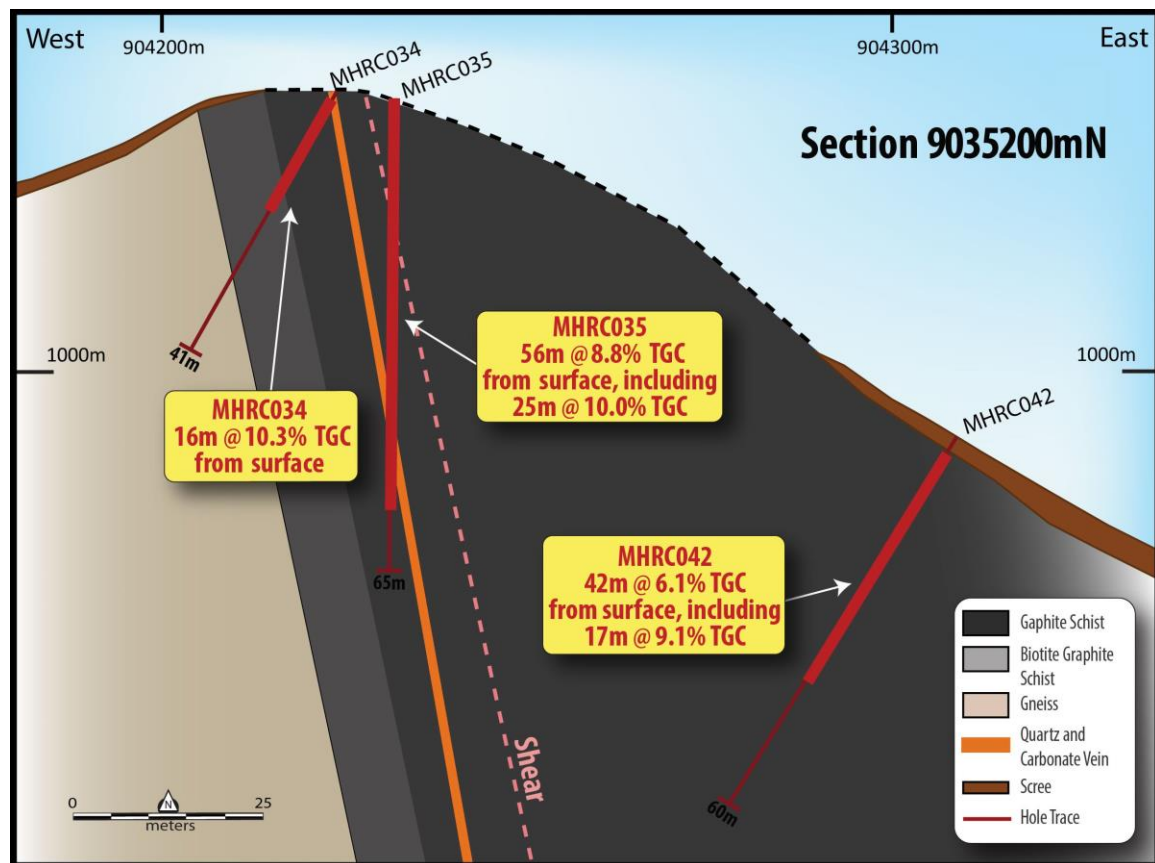 West
904200m
MHRC034
MHRC035
904300m
East
Section 9035200mN
1000m
1000m
41m
MHRC034
16m @ 10.3% TGC
from surface
MHRC035
56m @ 8.8% TGC
from surface, including
25m @ 10.0% TGC
MHRC042
65m
MHRC042
42m @ 6.1% TGC
from surface, including
17m @ 9.1% TGC
Shear
60m
Gaphite Schist
Biotite Graphite
Schist
Gneiss
Quartz and
Carbonate Vein
Scree
Hole Trace
0
25
N
meters